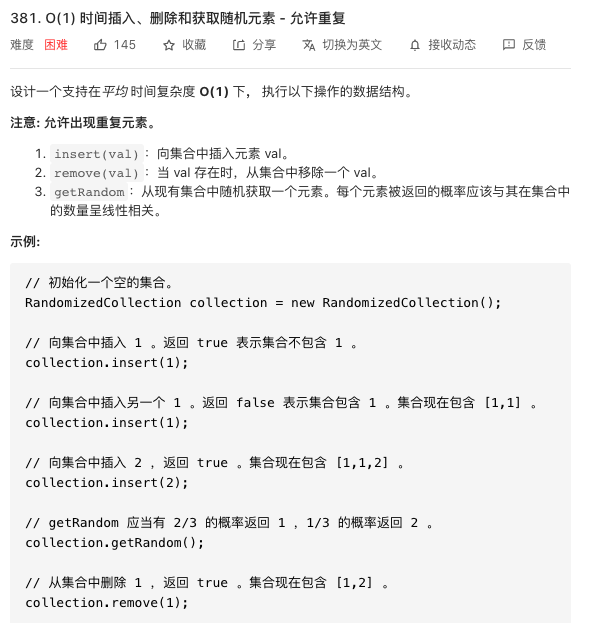 381. O(1) 时间插入、删除和获取随机元素 - 允许重复
难度 困难 145 收藏 分享 切换为英文 接收动态 反馈
设计一个支持在平均 时间复杂度 O(1) 下， 执行以下操作的数据结构。
注意: 允许出现重复元素。
1. insert(val)：向集合中插入元素 val。
2. remove(val)：当 val 存在时，从集合中移除一个 val。
3. getRandom：从现有集合中随机获取一个元素。每个元素被返回的概率应该与其在集合中
的数量呈线性相关。
示例:
// 初始化一个空的集合。
RandomizedCollection collection = new RandomizedCollection();
// 向集合中插入 1 。返回 true 表示集合不包含 1 。
collection.insert(1);
// 向集合中插入另一个 1 。返回 false 表示集合包含 1 。集合现在包含 [1,1] 。
collection.insert(1);
// 向集合中插入 2 ，返回 true 。集合现在包含 [1,1,2] 。
collection.insert(2);
// getRandom 应当有 2/3 的概率返回 1 ，1/3 的概率返回 2 。
collection.getRandom();
// 从集合中删除 1 ，返回 true 。集合现在包含 [1,2] 。
collection.remove(1);